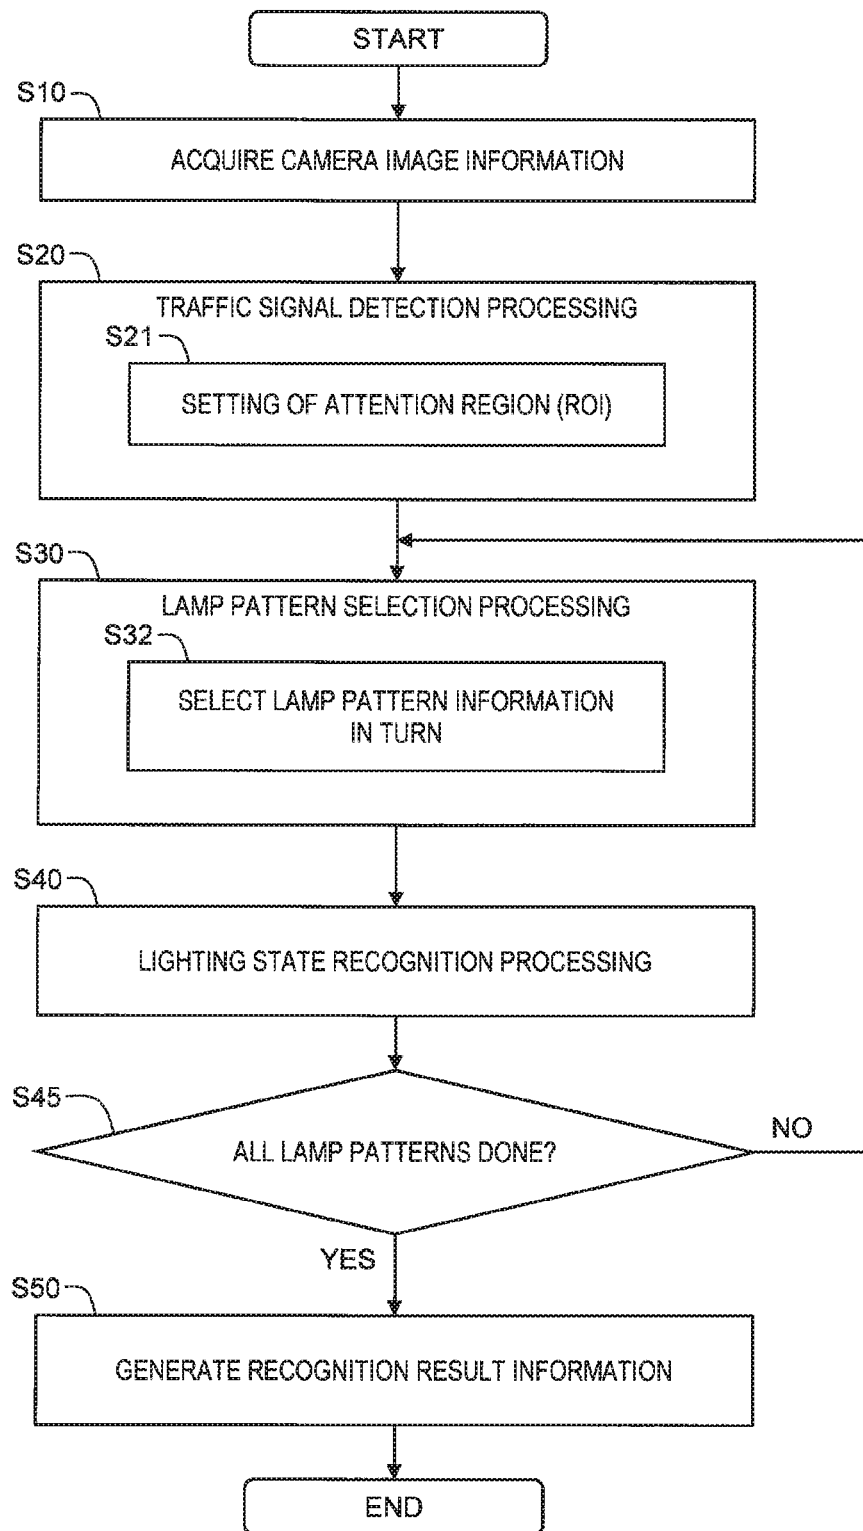 START
S10
ACQUIRE CAMERA IMAGE INFORMATION
S20
TRAFFIC SIGNAL DETECTION PROCESSING
S21
SETTING OF ATTENTION REGION (ROI)
S30
LAMP PATTERN SELECTION PROCESSING
S32
SELECT LAMP PATTERN INFORMATION
IN TURN
S40
LIGHTING STATE RECOGNITION PROCESSING
S45
ALL LAMP PATTERNS DONE?
NO
YES
S50
GENERATE RECOGNITION RESULT INFORMATION
END